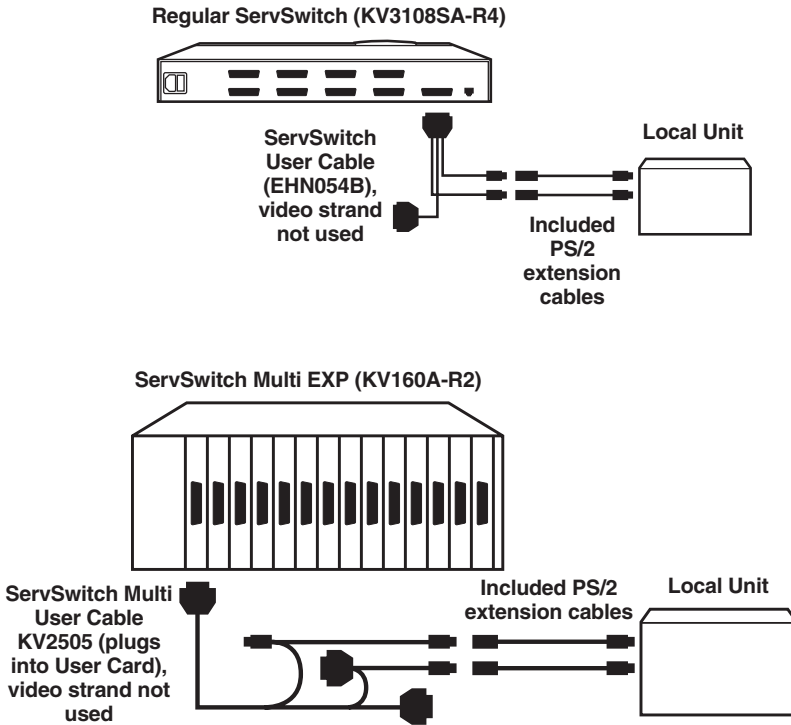 Regular ServSwitch (KV3108SA-R4)
ServSwitch
User Cable
(EHN054B),
video strand
not used
Local Unit
Included
PS/2
extension
cables
ServSwitch Multi EXP (KV160A-R2)
ServSwitch Multi
User Cable
KV2505 (plugs
into User Card),
video strand not
used
Included PS/2
extension cables
Local Unit